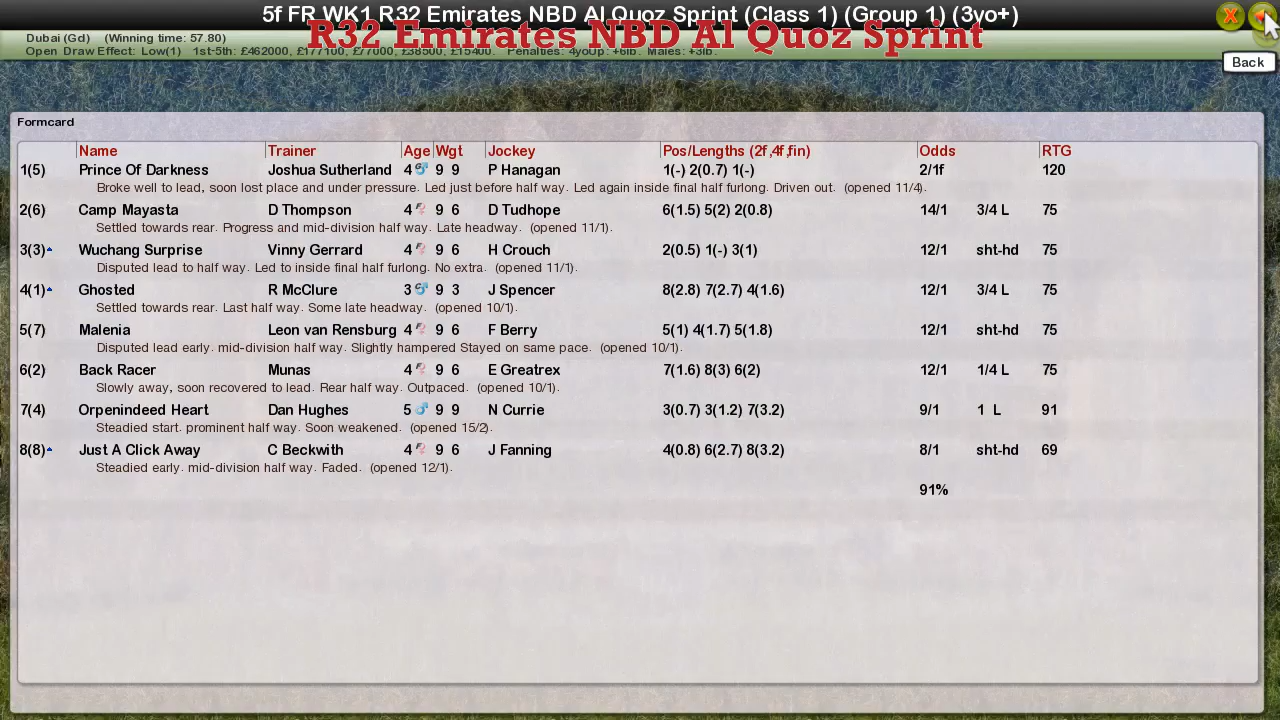 5f FR WK1 R32 Emirates NBD Al Quoz Sprint (Class 1) (Group 1) (3yo+)
R32 Emirates NBD Al Quoz Sprint
Dubai (Gd) (Winning time: 57.80)
Open Draw Effect: Low(1) 1st-5th: £462000, £177100, £77000, £38500, £15400. Penalties: 4yoUp: +6lb. Males: +3lb.
X
Back
Formcard
Name Trainer Age Wgt Jockey Pos/Lengths (2f,4f,fin) Odds RTG
1(5) Prince Of Darkness Joshua Sutherland 4 9 9 P Hanagan 1(-) 2(0.7) 1(-) 2/1f 120
Broke well to lead, soon lost place and under pressure. Led just before half way. Led again inside final half furlong. Driven out. (opened 11/4).
2(6) Camp Mayasta D Thompson 4 9 6 D Tudhope 6(1.5) 5(2) 2(0.8) 14/1 3/4 L 75
Settled towards rear. Progress and mid-division half way. Late headway. (opened 11/1).
3(3) Wuchang Surprise Vinny Gerrard 4 9 6 H Crouch 2(0.5) 1(-) 3(1) 12/1 sht-hd 75
Disputed lead to half way. Led to inside final half furlong. No extra. (opened 11/1).
4(1) Ghosted R McClure 3 9 3 J Spencer 8(2.8) 7(2.7) 4(1.6) 12/1 3/4 L 75
Settled towards rear. Last half way. Some late headway. (opened 10/1).
5(7) Malenia Leon van Rensburg 4 9 6 F Berry 5(1) 4(1.7) 5(1.8) 12/1 sht-hd 75
Disputed lead early. mid-division half way. Slightly hampered Stayed on same pace. (opened 10/1).
6(2) Back Racer Munas 4 9 6 E Greatrex 7(1.6) 8(3) 6(2) 12/1 1/4 L 75
Slowly away, soon recovered to lead. Rear half way. Outpaced. (opened 10/1).
7(4) Orpenindeed Heart Dan Hughes 5 9 9 N Currie 3(0.7) 3(1.2) 7(3.2) 9/1 1 L 91
Steadied start. prominent half way. Soon weakened. (opened 15/2).
8(8) Just A Click Away C Beckwith 4 9 6 J Fanning 4(0.8) 6(2.7) 8(3.2) 8/1 sht-hd 69
Steadied early. mid-division half way. Faded. (opened 12/1).
91%